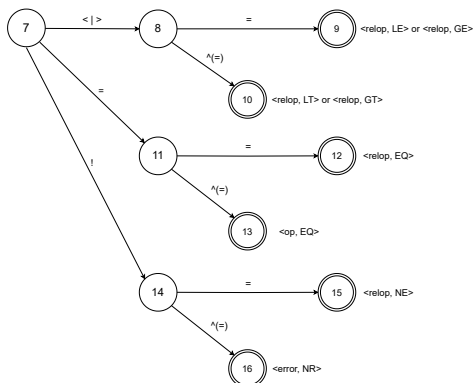 < | >
7
8
=
9
<relop, LE> or <relop, GE>
^(=)
10
<relop, LT> or <relop, GT>
=
11
=
12
<relop, EQ>
!
^(=)
13
<op, EQ>
14
=
15
<relop, NE>
^(=)
16
<error, NR>